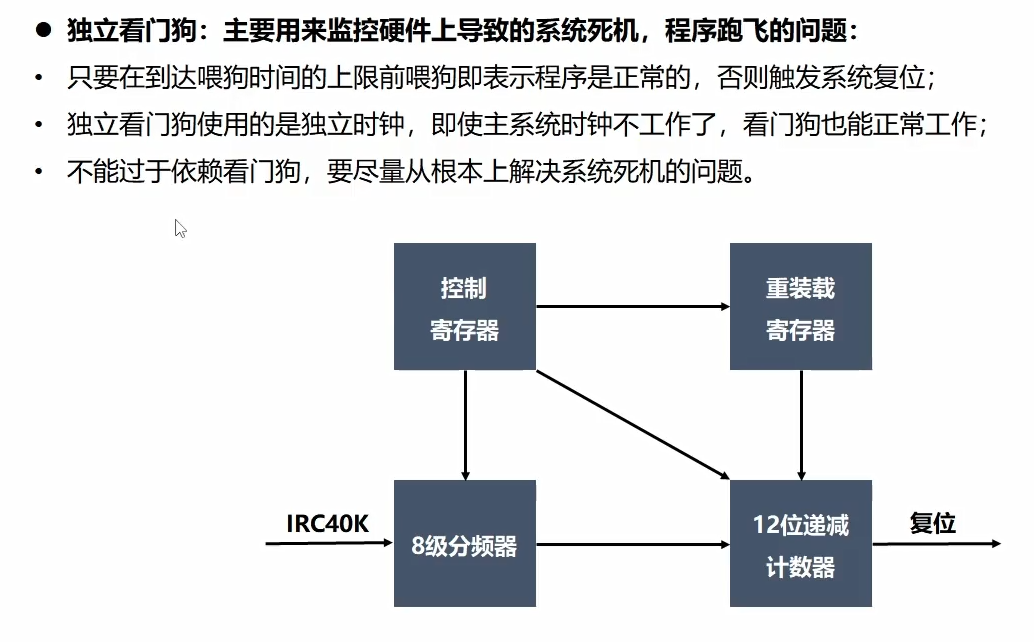 ● 独立看门狗：主要用来监控硬件上导致的系统死机，程序跑飞的问题：
• 只要在到达喂狗时间的上限前喂狗即表示程序是正常的，否则触发系统复位；
• 独立看门狗使用的是独立时钟，即使主系统时钟不工作了，看门狗也能正常工作；
• 不能过于依赖看门狗，要尽量从根本上解决系统死机的问题。
控制
寄存器
重装载
寄存器
IRC40K
8级分频器
12位递减
计数器
复位